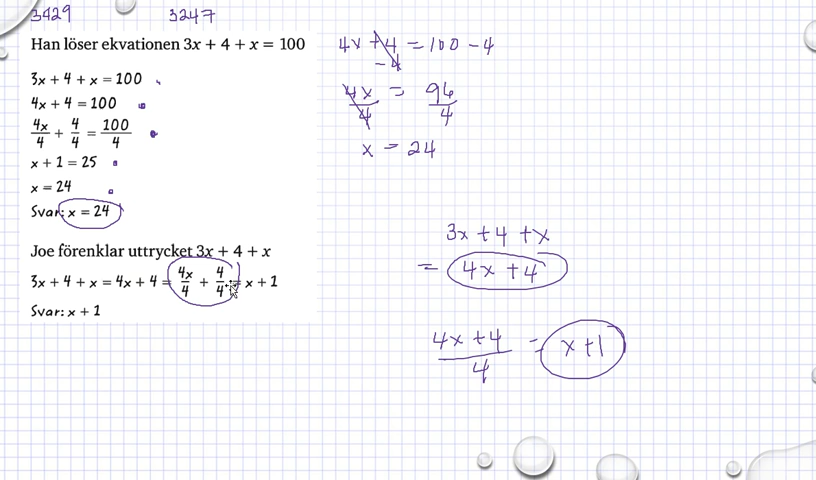 3429 3247
Han löser ekvationen 3x + 4 + x = 100
3x + 4 + x = 100
4x + 4 = 100
4x/4 + 4/4 = 100/4
x + 1 = 25
x = 24
Svar: x = 24
Joe förenklar uttrycket 3x + 4 + x
3x + 4 + x = 4x + 4 = 4x/4 + 4/4 = x + 1
Svar: x + 1
4x + 4 = 100 - 4
- 4
4x/4 = 96/4
x = 24
3x + 4 + x
= 4x + 4
4x + 4/4 = x + 1